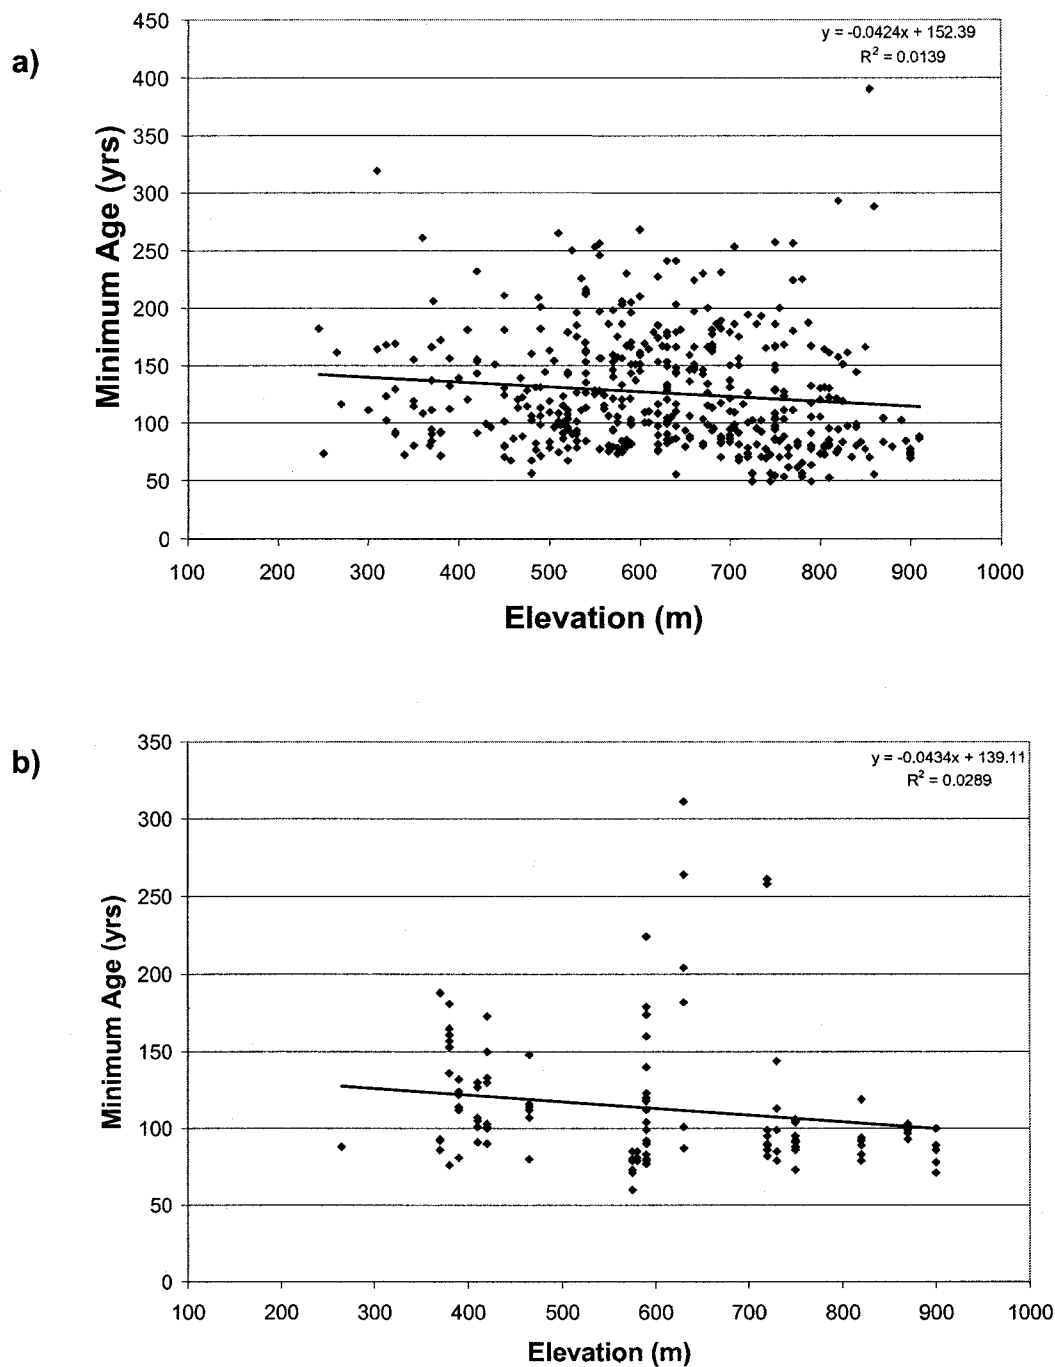 a)
y = -0.0424x + 152.39
R² = 0.0139
Minimum Age (yrs)
450
400
350
300
250
200
150
100
50
0
100 200 300 400 500 600 700 800 900 1000
Elevation (m)
b)
y = -0.0434x + 139.11
R² = 0.0289
Minimum Age (yrs)
350
300
250
200
150
100
50
0
100 200 300 400 500 600 700 800 900 1000
Elevation (m)